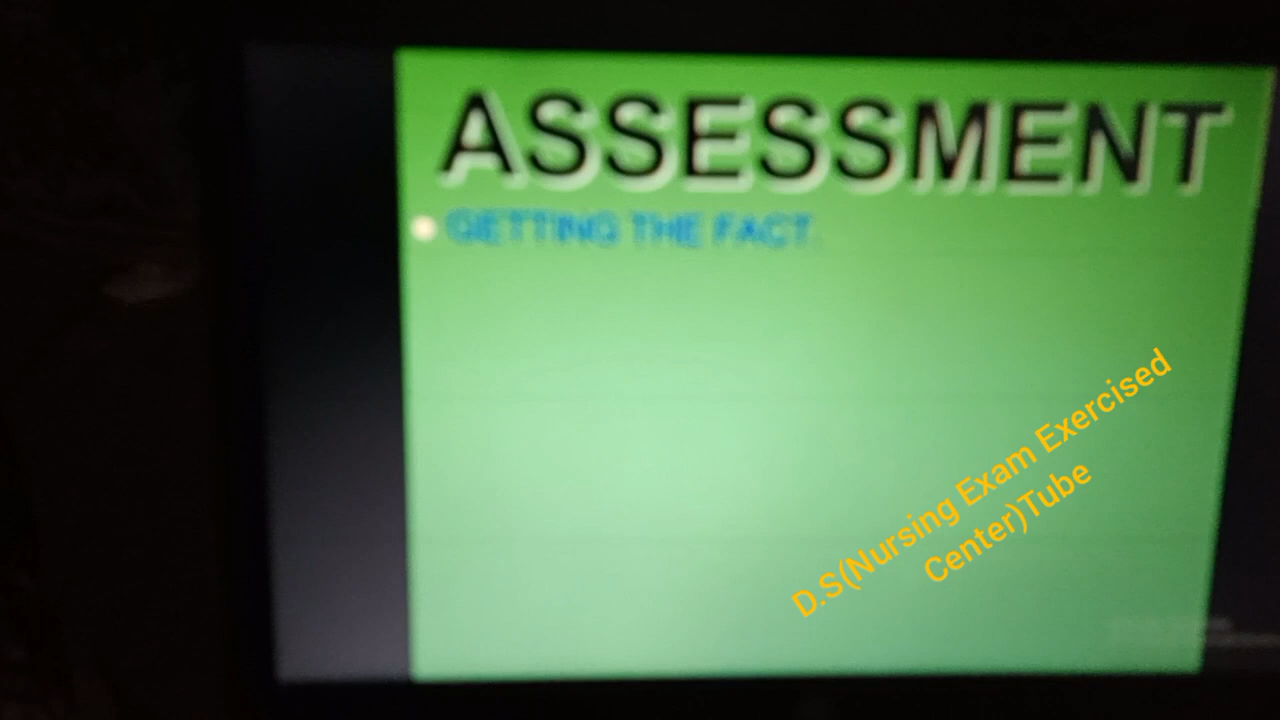 ASSESSMENT
GETTING THE FACT.
D.S(Nursing Exam Exercised
Center)Tube